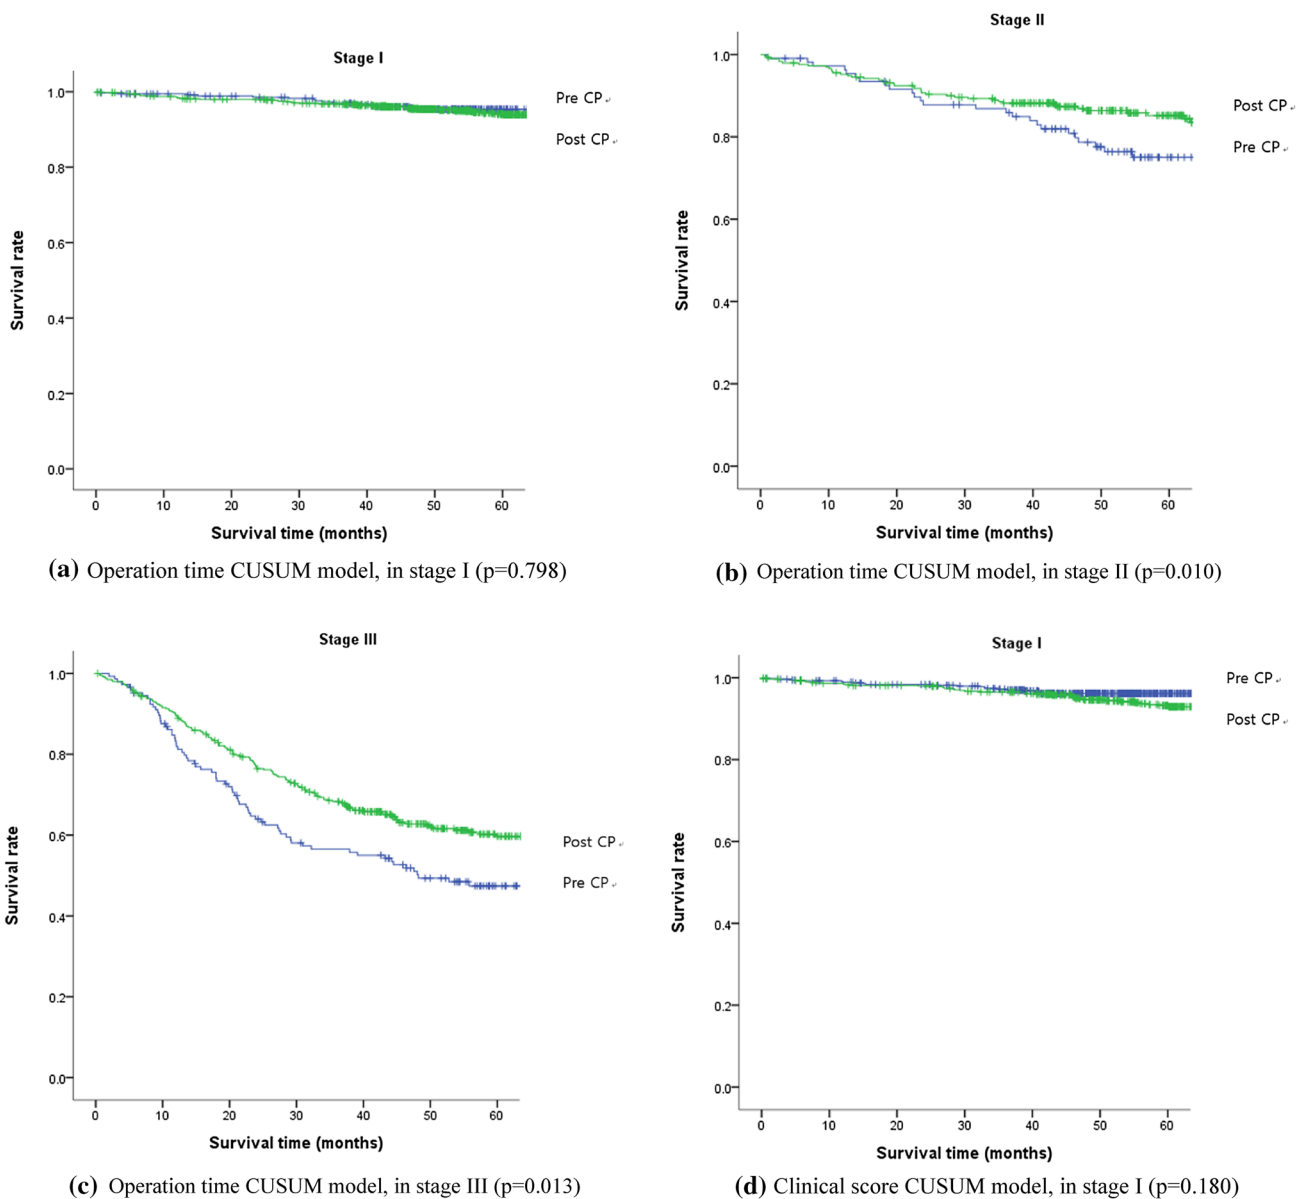 Stage I
1.0
0.8
0.6
0.4
0.2
0.0
Survival rate
0 10 20 30 40 50 60
Survival time (months)
Pre CP
Post CP
(a) Operation time CUSUM model, in stage I (p=0.798)
Stage II
1.0
0.8
0.6
0.4
0.2
0.0
Survival rate
0 10 20 30 40 50 60
Survival time (months)
Post CP
Pre CP
(b) Operation time CUSUM model, in stage II (p=0.010)
Stage III
1.0
0.8
0.6
0.4
0.2
0.0
Survival rate
0 10 20 30 40 50 60
Survival time (months)
Post CP
Pre CP
(c) Operation time CUSUM model, in stage III (p=0.013)
Stage I
1.0
0.8
0.6
0.4
0.2
0.0
Survival rate
0 10 20 30 40 50 60
Survival time (months)
Pre CP
Post CP
(d) Clinical score CUSUM model, in stage I (p=0.180)